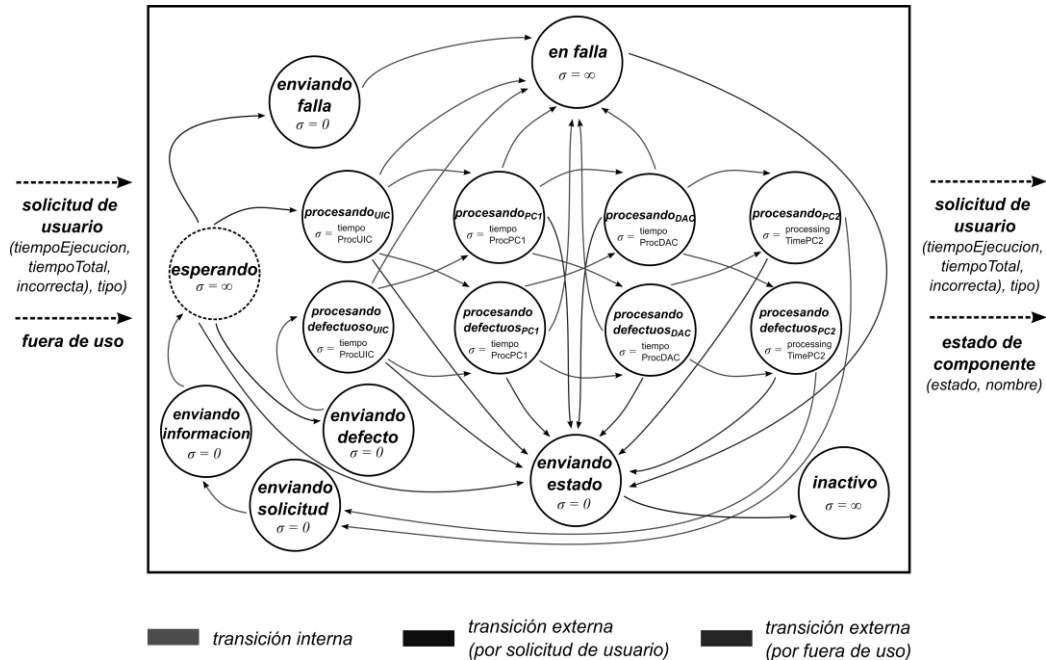 en falla
σ = ∞
enviando
falla
σ = 0
solicitud de
usuario
(tiempoEjecucion,
tiempoTotal,
incorrecta), tipo)
fuera de uso
esperando
σ = ∞
procesandoUIC
σ = tiempo
ProcUIC
procesandoPC1
σ = tiempo
ProcPC1
procesandoDAC
σ = tiempo
ProcDAC
procesandoPC2
σ = processing
TimePC2
procesando
defectuosoUIC
σ = tiempo
ProcUIC
procesando
defectuosPC1
σ = tiempo
ProcPC1
procesando
defectuosDAC
σ = tiempo
ProcDAC
procesando
defectuosPC2
σ = processing
TimePC2
solicitud de
usuario
(tiempoEjecucion,
tiempoTotal,
incorrecta), tipo)
estado de
componente
(estado, nombre)
enviando
informacion
σ = 0
enviando
defecto
σ = 0
enviando
solicitud
σ = 0
enviando
estado
σ = 0
inactivo
σ = ∞
transición interna
transición externa
(por solicitud de usuario)
transición externa
(por fuera de uso)